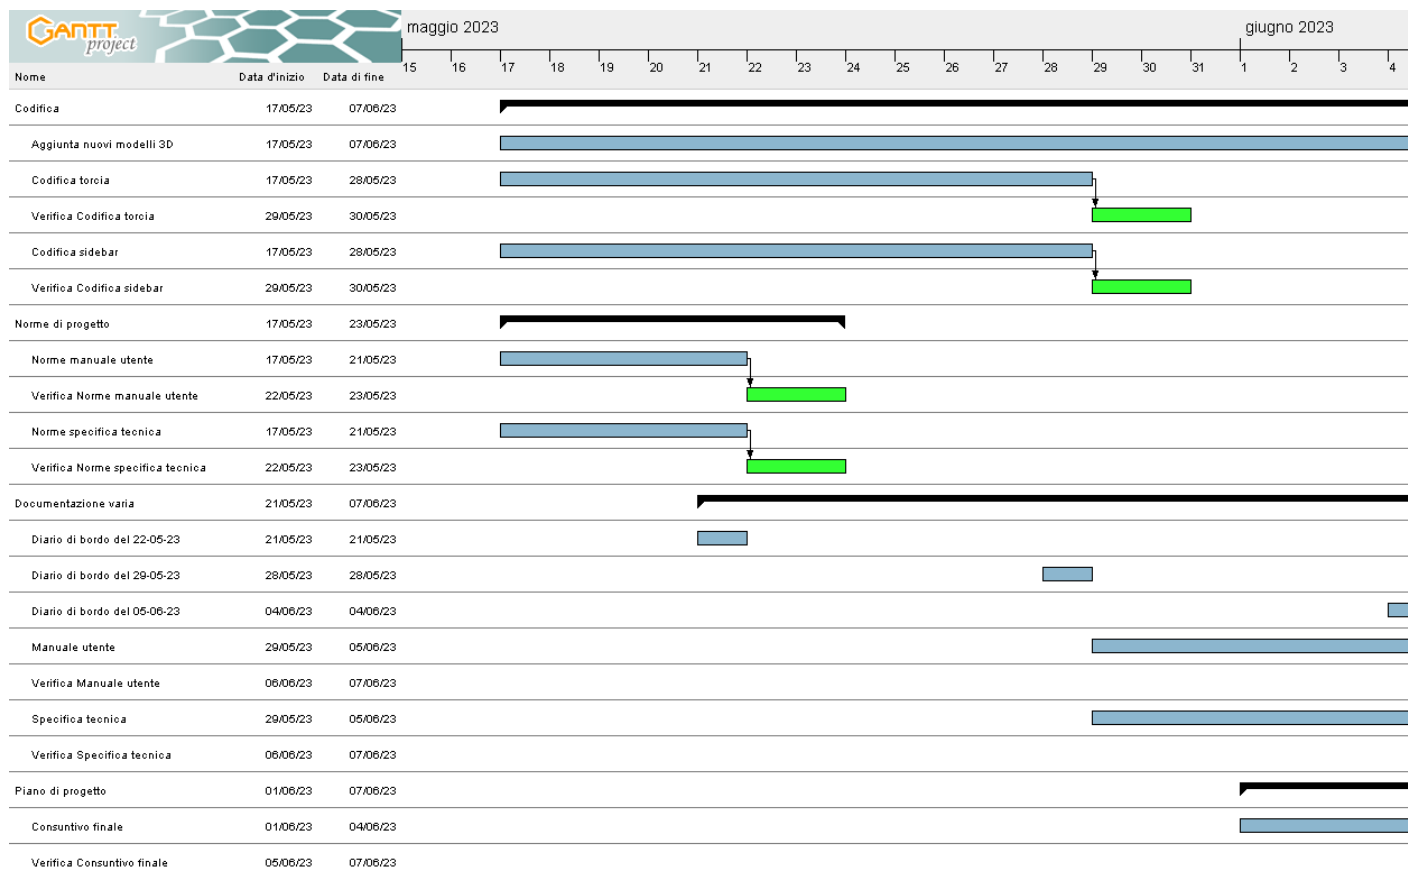 GANTT project
maggio 2023 giugno 2023
Nome Data d'inizio Data di fine
15 16 17 18 19 20 21 22 23 24 25 26 27 28 29 30 31 1 2 3 4
Codifica 17/05/23 07/06/23
Aggiunta nuovi modelli 3D 17/05/23 07/06/23
Codifica torcia 17/05/23 28/05/23
Verifica Codifica torcia 29/05/23 30/05/23
Codifica sidebar 17/05/23 28/05/23
Verifica Codifica sidebar 29/05/23 30/05/23
Norme di progetto 17/05/23 23/05/23
Norme manuale utente 17/05/23 21/05/23
Verifica Norme manuale utente 22/05/23 23/05/23
Norme specifica tecnica 17/05/23 21/05/23
Verifica Norme specifica tecnica 22/05/23 23/05/23
Documentazione varia 21/05/23 07/06/23
Diario di bordo del 22-05-23 21/05/23 21/05/23
Diario di bordo del 29-05-23 28/05/23 28/05/23
Diario di bordo del 05-06-23 04/06/23 04/06/23
Manuale utente 29/05/23 05/06/23
Verifica Manuale utente 06/06/23 07/06/23
Specifica tecnica 29/05/23 05/06/23
Verifica Specifica tecnica 06/06/23 07/06/23
Piano di progetto 01/06/23 07/06/23
Consuntivo finale 01/06/23 04/06/23
Verifica Consuntivo finale 05/06/23 07/06/23